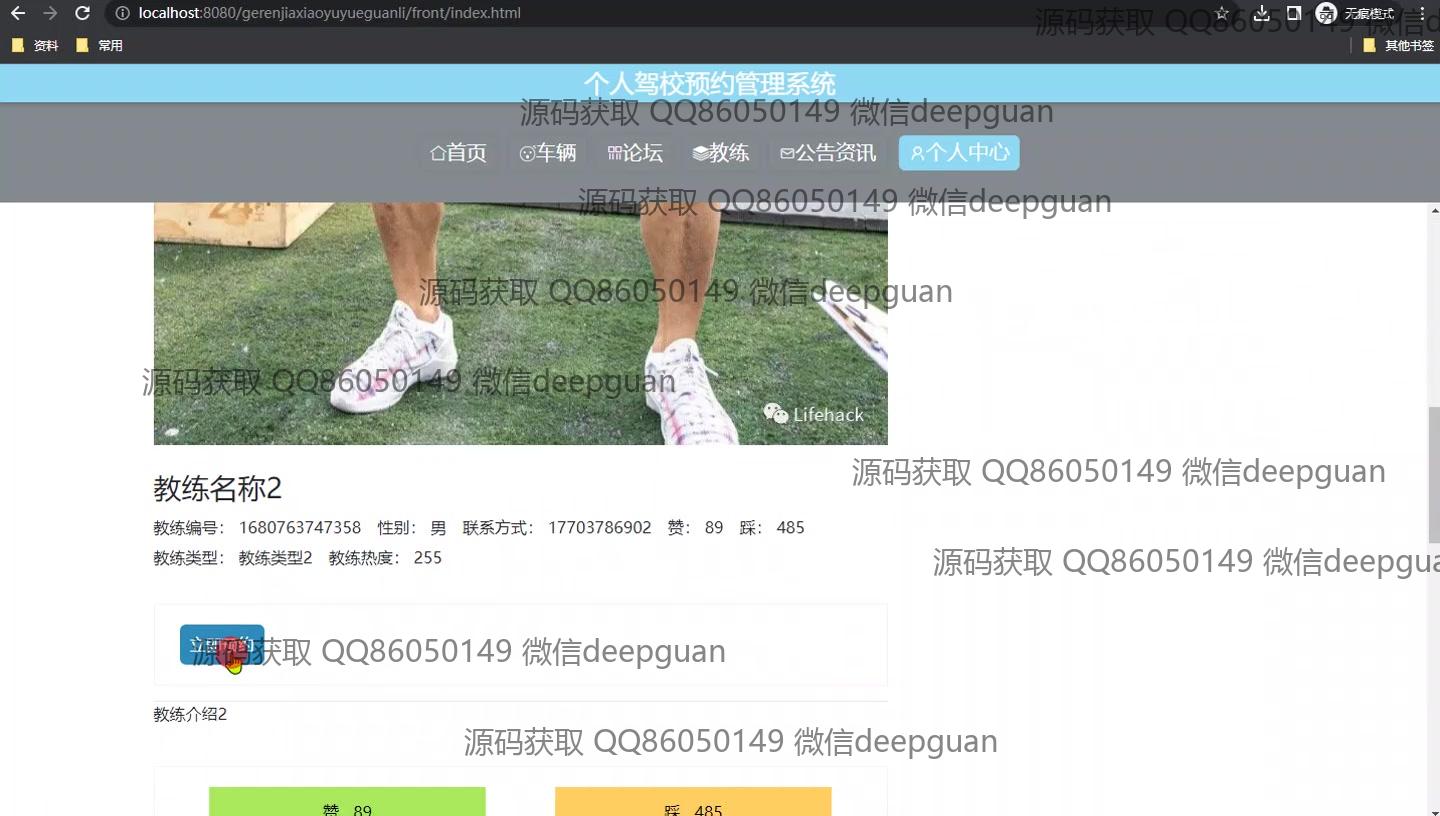 localhost:8080/gerenjiaxiaoyuyueguanli/front/index.html
无痕模式
源码获取 QQ86050149
资料
常用
其他书签
个人驾校预约管理系统
源码获取 QQ86050149 微信deepguan
首页
车辆
论坛
教练
公告资讯
个人中心
源码获取 QQ86050149 微信deepguan
源码获取 QQ86050149 微信deepguan
源码获取 QQ86050149 微信deepguan
Lifehack
源码获取 QQ86050149 微信deepguan
教练名称2
教练编号： 1680763747358 性别： 男 联系方式： 17703786902 赞： 89 踩： 485
教练类型： 教练类型2 教练热度： 255
源码获取 QQ86050149 微信deepgua
立即预约
源码获取 QQ86050149 微信deepguan
教练介绍2
源码获取 QQ86050149 微信deepguan
赞 89
踩 485